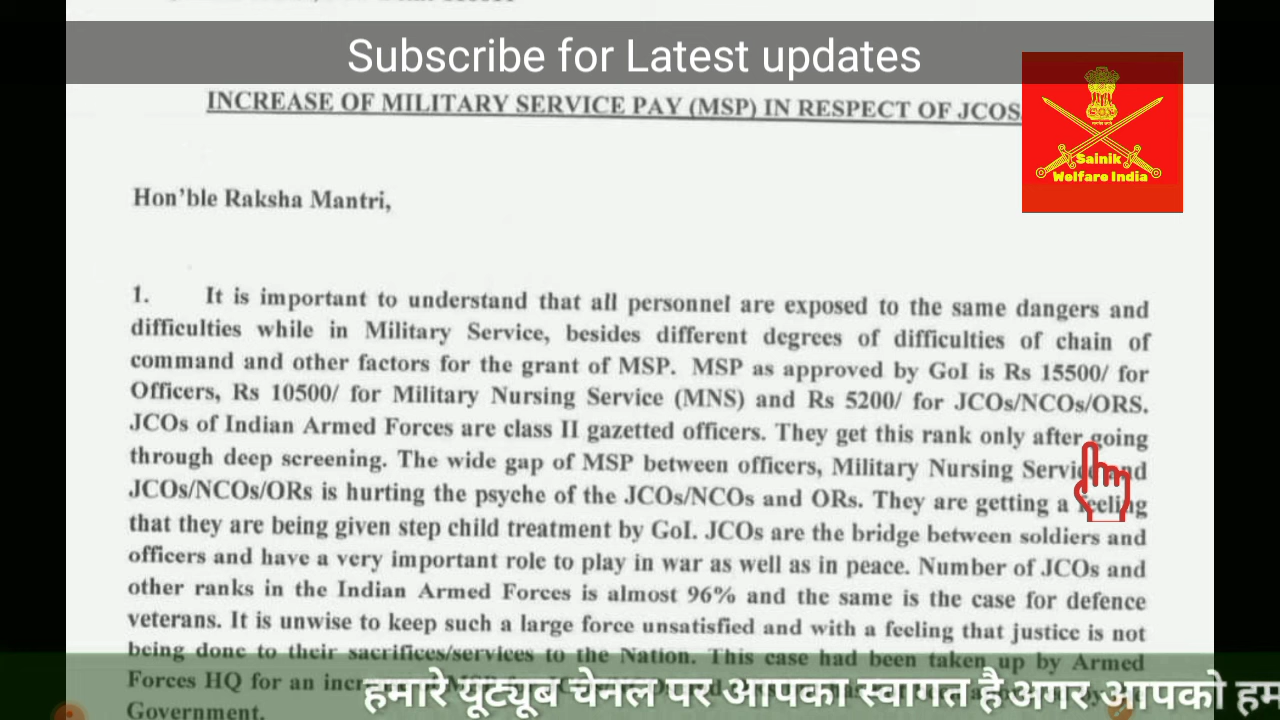 Subscribe for Latest updates
INCREASE OF MILITARY SERVICE PAY (MSP) IN RESPECT OF JCOS
Sainik
Welfare India
Hon'ble Raksha Mantri,
1. It is important to understand that all personnel are exposed to the same dangers and
difficulties while in Military Service, besides different degrees of difficulties of chain of
command and other factors for the grant of MSP. MSP as approved by GoI is Rs 15500/ for
Officers, Rs 10500/ for Military Nursing Service (MNS) and Rs 5200/ for JCOs/NCOs/ORS.
JCOs of Indian Armed Forces are class II gazetted officers. They get this rank only after going
through deep screening. The wide gap of MSP between officers, Military Nursing Service and
JCOs/NCOs/ORs is hurting the psyche of the JCOs/NCOs and ORs. They are getting a feeling
that they are being given step child treatment by GoI. JCOs are the bridge between soldiers and
officers and have a very important role to play in war as well as in peace. Number of JCOs and
other ranks in the Indian Armed Forces is almost 96% and the same is the case for defence
veterans. It is unwise to keep such a large force unsatisfied and with a feeling that justice is not
being done to their sacrifices/services to the Nation. This case had been taken up by Armed
Forces HQ for an
हमारे यूट्यूब चेनल पर आपका स्वागत है अगर आपको हम
Government.